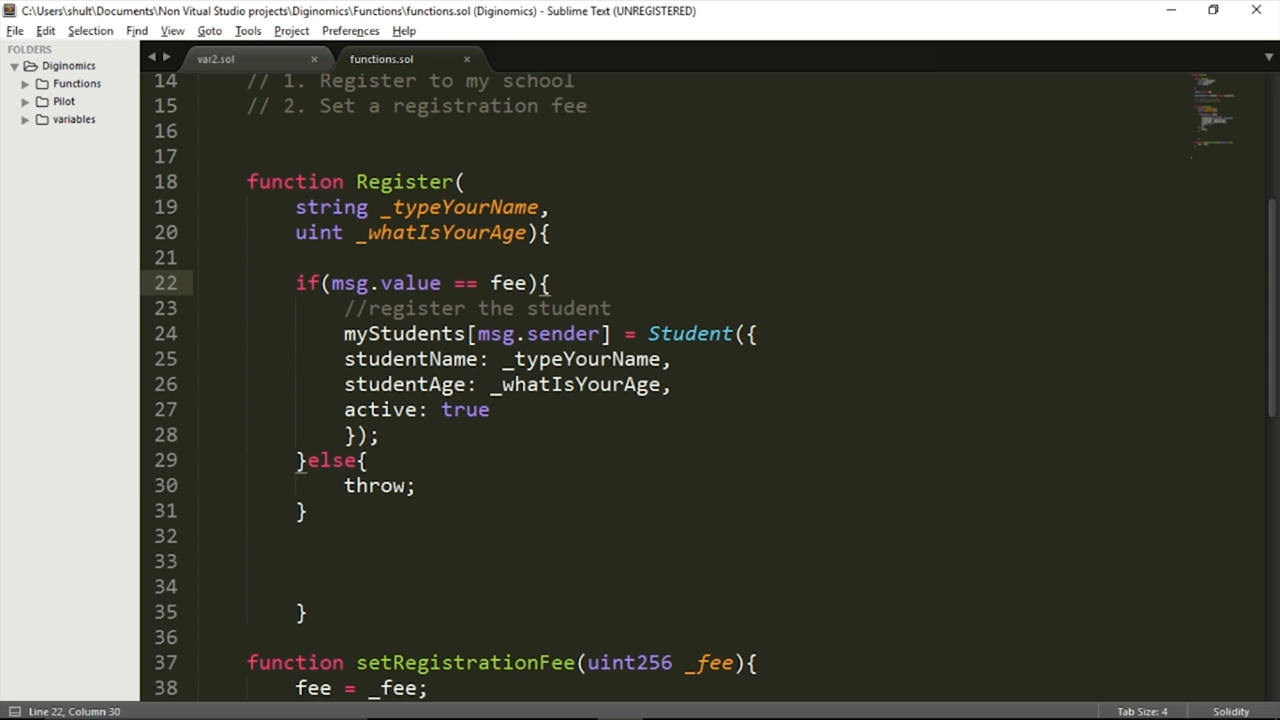 C:\Users\shult\Documents\Non Vitual Studio projects\Diginomics\Functions\functions.sol (Diginomics) - Sublime Text (UNREGISTERED)
File Edit Selection Find View Goto Tools Project Preferences Help
FOLDERS
Diginomics
Functions
Pilot
variables
var2.sol × functions.sol ×
14 // 1. Register to my school
15 // 2. Set a registration fee
16
17
18 function Register(
19 string _typeYourName,
20 uint _whatIsYourAge){
21
22 if(msg.value == fee){
23 //register the student
24 myStudents[msg.sender] = Student({
25 studentName: _typeYourName,
26 studentAge: _whatIsYourAge,
27 active: true
28 });
29 }else{
30 throw;
31 }
32
33
34
35 }
36
37 function setRegistrationFee(uint256 _fee){
38 fee = _fee;
Line 22, Column 30 Tab Size: 4 Solidity